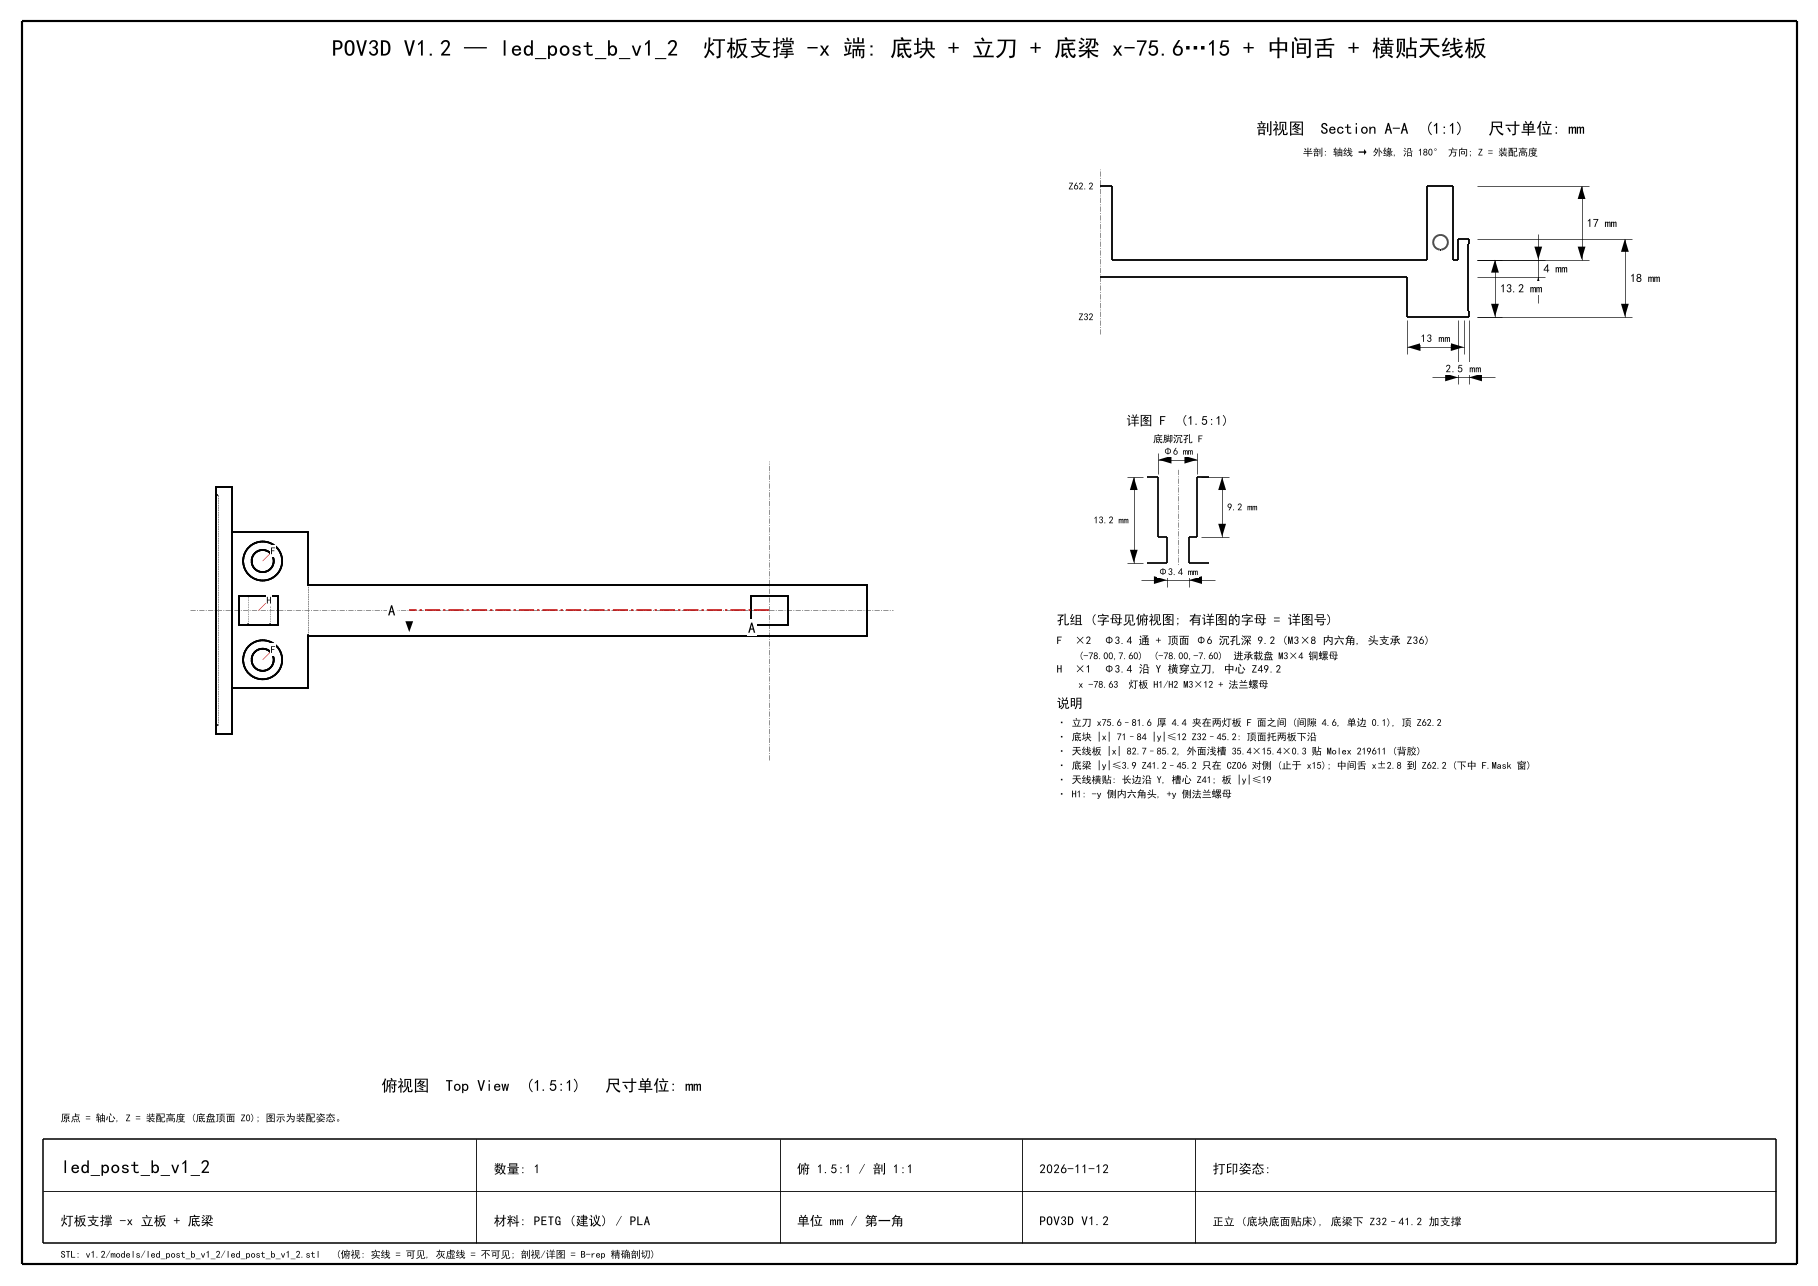 POV3D V1.2 — led_post_b_v1_2  灯板支撑 -x 端: 底块 + 立刀 + 底梁 x-75.6…15 + 中间舌 + 横贴天线板
剖视图  Section A-A  (1:1)   尺寸单位: mm
半剖: 轴线 → 外缘, 沿 180° 方向; Z = 装配高度
Z62.2
17 mm
4 mm
18 mm
13.2 mm
Z32
13 mm
2.5 mm
详图 F  (1.5:1)
底脚沉孔 F
Φ6 mm
9.2 mm
13.2 mm
Φ3.4 mm
F
H
A
A
F
孔组 (字母见俯视图; 有详图的字母 = 详图号)
F  ×2  Φ3.4 通 + 顶面 Φ6 沉孔深 9.2 (M3×8 内六角, 头支承 Z36)
(-78.00,7.60)  (-78.00,-7.60)  进承载盘 M3×4 铜螺母
H  ×1  Φ3.4 沿 Y 横穿立刀, 中心 Z49.2
x -78.63  灯板 H1/H2 M3×12 + 法兰螺母
说明
· 立刀 x75.6–81.6 厚 4.4 夹在两灯板 F 面之间 (间隙 4.6, 单边 0.1), 顶 Z62.2
· 底块 |x| 71–84 |y|≤12 Z32–45.2: 顶面托两板下沿
· 天线板 |x| 82.7–85.2, 外面浅槽 35.4×15.4×0.3 贴 Molex 219611 (背胶)
· 底梁 |y|≤3.9 Z41.2–45.2 只在 CZ06 对侧 (止于 x15); 中间舌 x±2.8 到 Z62.2 (下中 F.Mask 窗)
· 天线横贴: 长边沿 Y, 槽心 Z41; 板 |y|≤19
· H1: -y 侧内六角头, +y 侧法兰螺母
俯视图  Top View  (1.5:1)   尺寸单位: mm
原点 = 轴心, Z = 装配高度 (底盘顶面 Z0); 图示为装配姿态。
led_post_b_v1_2
数量: 1
俯 1.5:1 / 剖 1:1
2026-11-12
打印姿态:
灯板支撑 -x 立板 + 底梁
材料: PETG (建议) / PLA
单位 mm / 第一角
POV3D V1.2
正立 (底块底面贴床), 底梁下 Z32–41.2 加支撑
STL: v1.2/models/led_post_b_v1_2/led_post_b_v1_2.stl   (俯视: 实线 = 可见, 灰虚线 = 不可见; 剖视/详图 = B-rep 精确剖切)